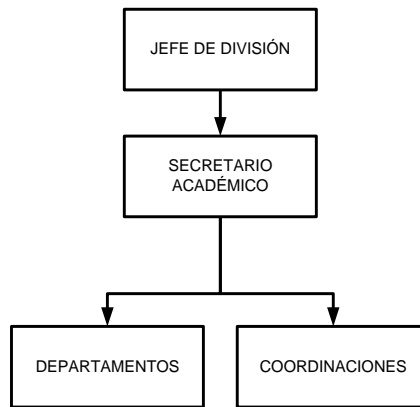 JEFE DE DIVISIÓN
SECRETARIO
ACADÉMICO
DEPARTAMENTOS
COORDINACIONES